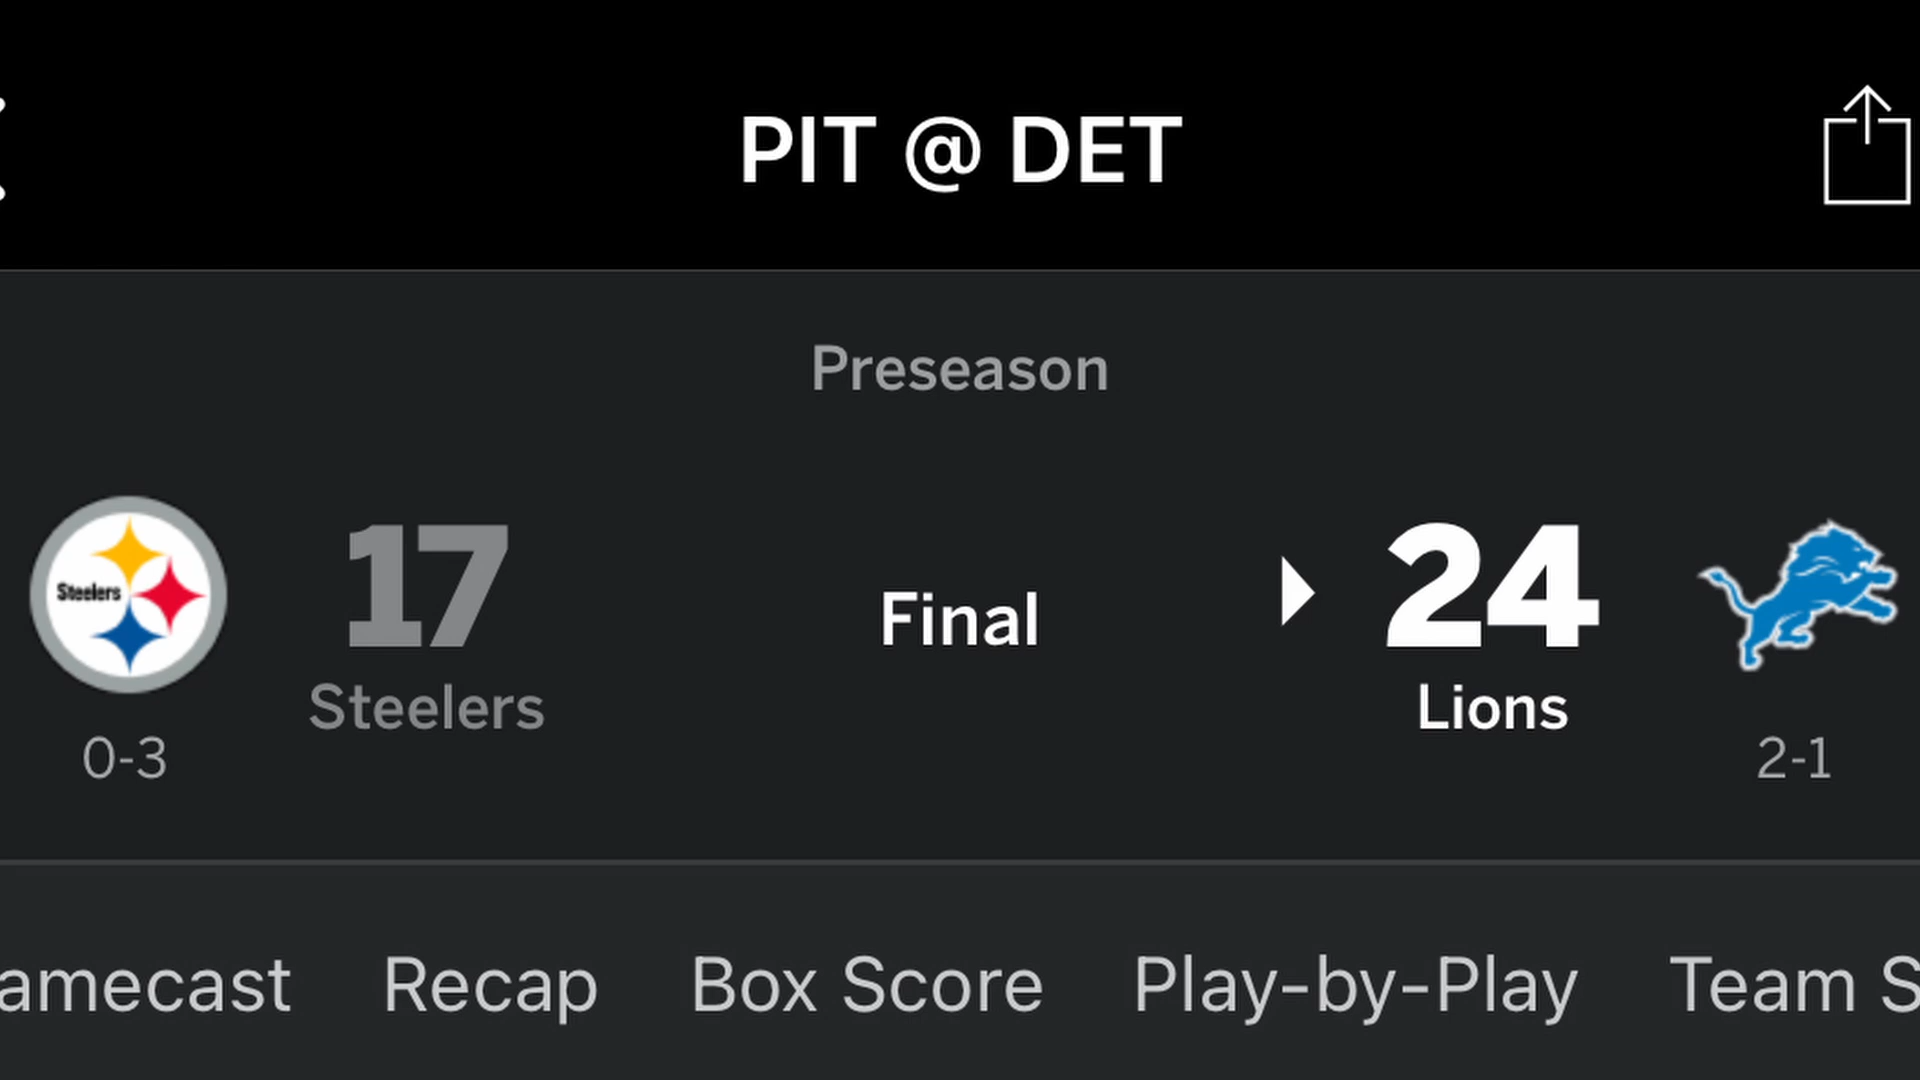 PIT @ DET
Preseason
Steelers
17
Steelers
0-3
Final
24
Lions
2-1
amecast Recap Box Score Play-by-Play Team S